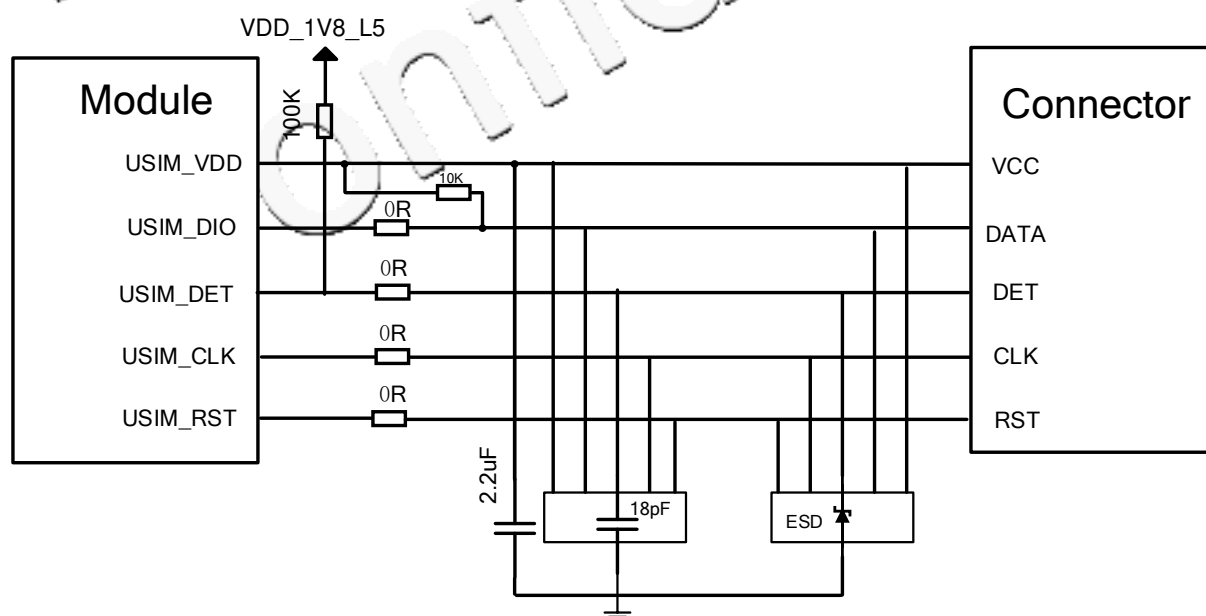 VDD_1V8_L5
Module
Connector
100K
USIM_VDD
VCC
10K
0R
USIM_DIO
DATA
0R
USIM_DET
DET
0R
USIM_CLK
CLK
0R
USIM_RST
RST
2.2uF
18pF
ESD